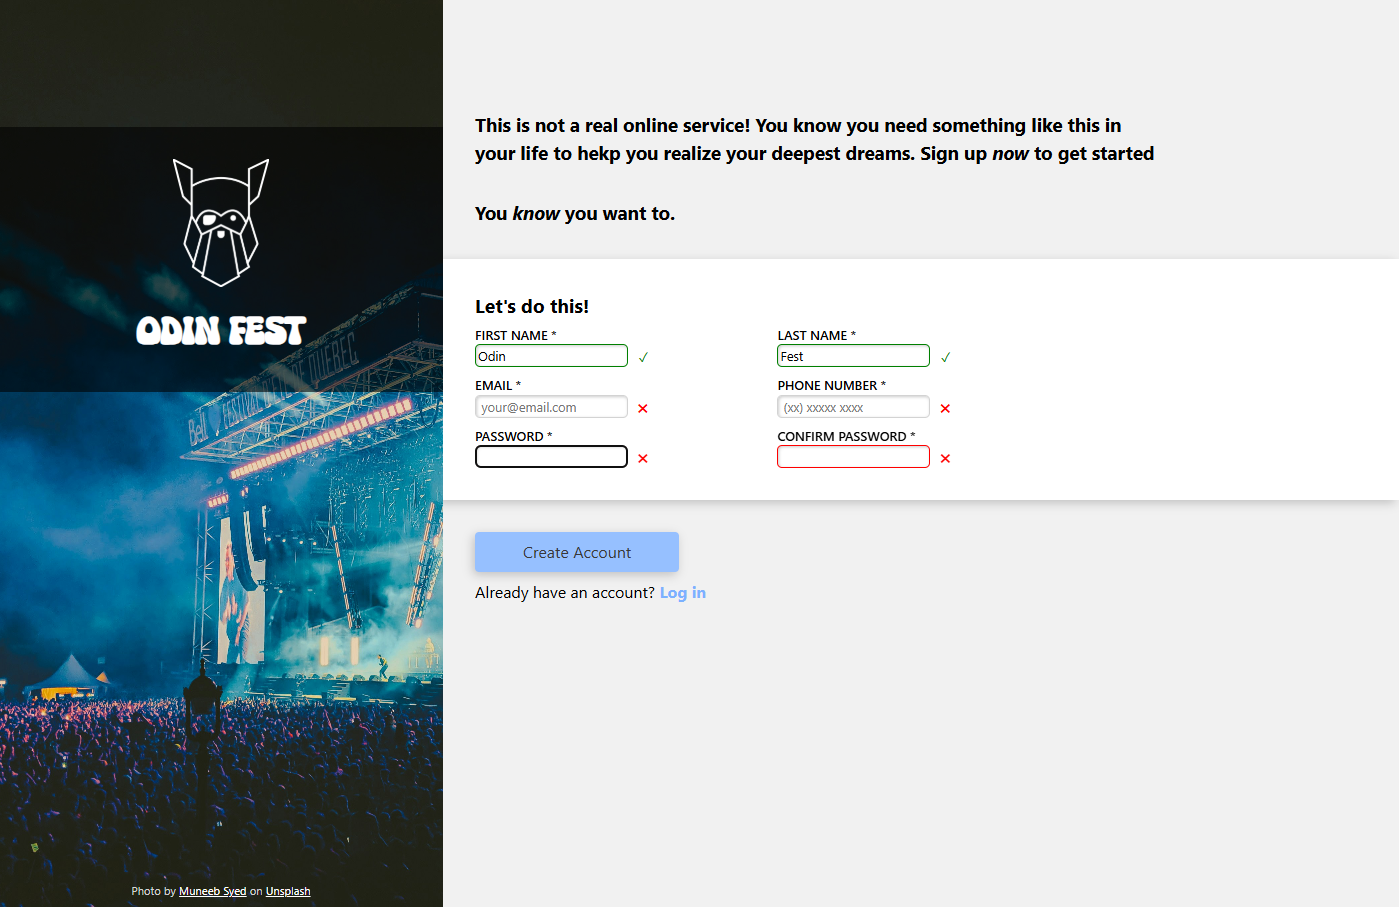 This is not a real online service! You know you need something like this in
your life to hekp you realize your deepest dreams. Sign up now to get started
You know you want to.
ODIN FEST
Let's do this!
FIRST NAME * LAST NAME *
Odin ✓ Fest ✓
EMAIL * PHONE NUMBER *
your@email.com ✕ (xx) xxxxx xxxx ✕
PASSWORD * CONFIRM PASSWORD *
✕ ✕
Bell FESTIVAL D'ÉTÉ DE QUÉBEC
Create Account
Already have an account? Log in
Photo by Muneeb Syed on Unsplash